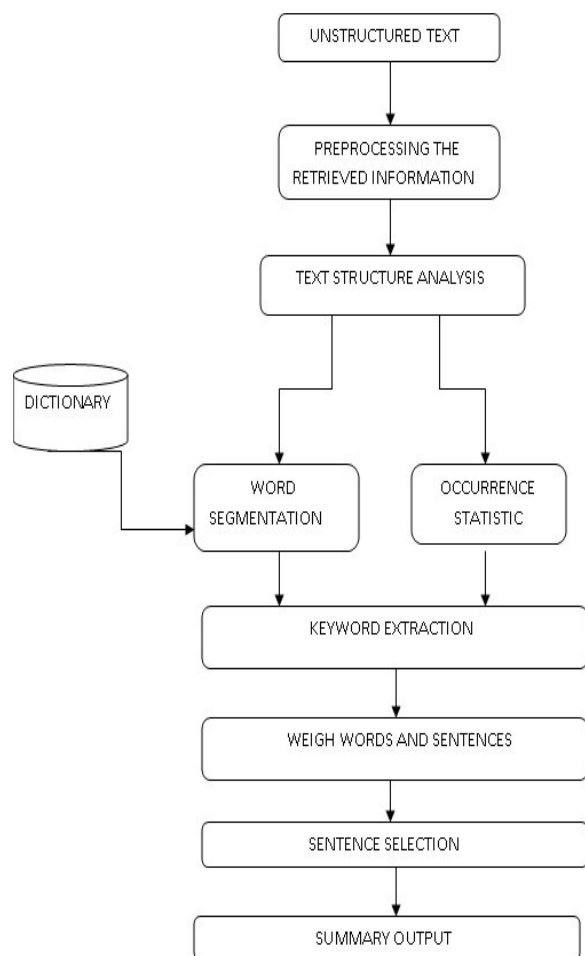 UNSTRUCTURED TEXT
PREPROCESSING THE
RETRIEVED INFORMATION
TEXT STRUCTURE ANALYSIS
DICTIONARY
WORD
SEGMENTATION
OCCURRENCE
STATISTIC
KEYWORD EXTRACTION
WEIGH WORDS AND SENTENCES
SENTENCE SELECTION
SUMMARY OUTPUT